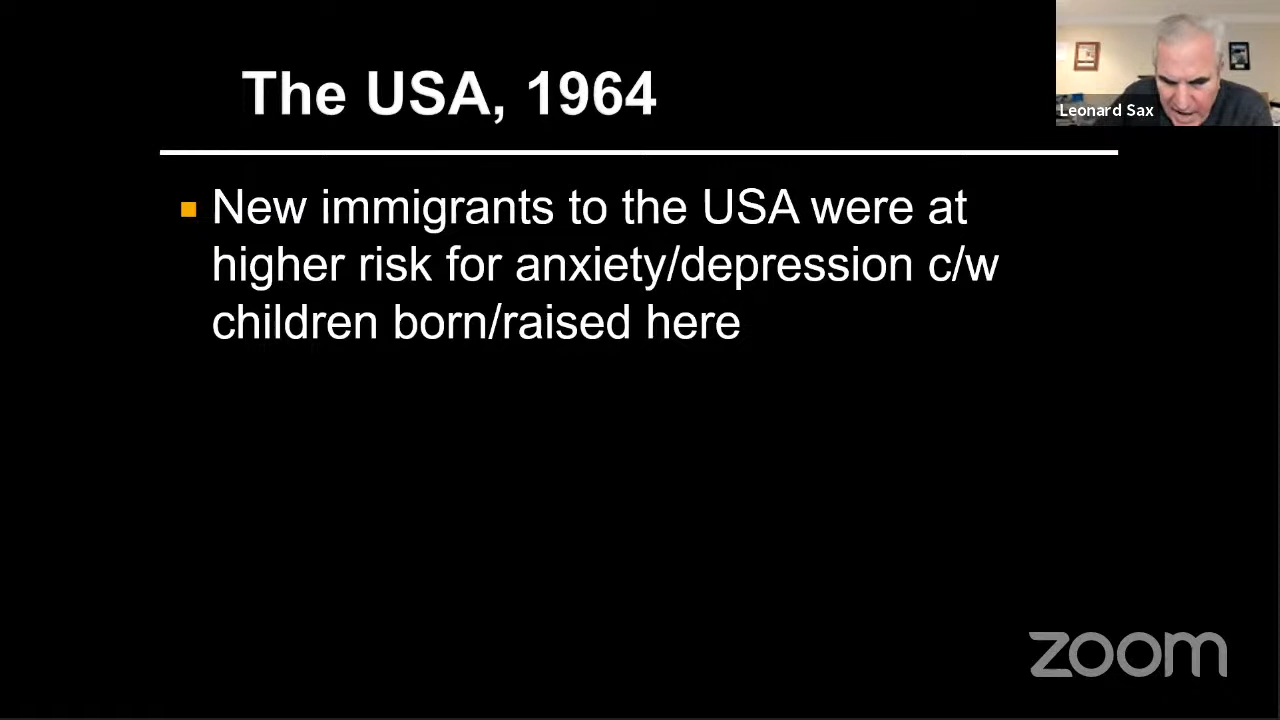 The USA, 1964
Leonard Sax
New immigrants to the USA were at
higher risk for anxiety/depression c/w
children born/raised here
zoom